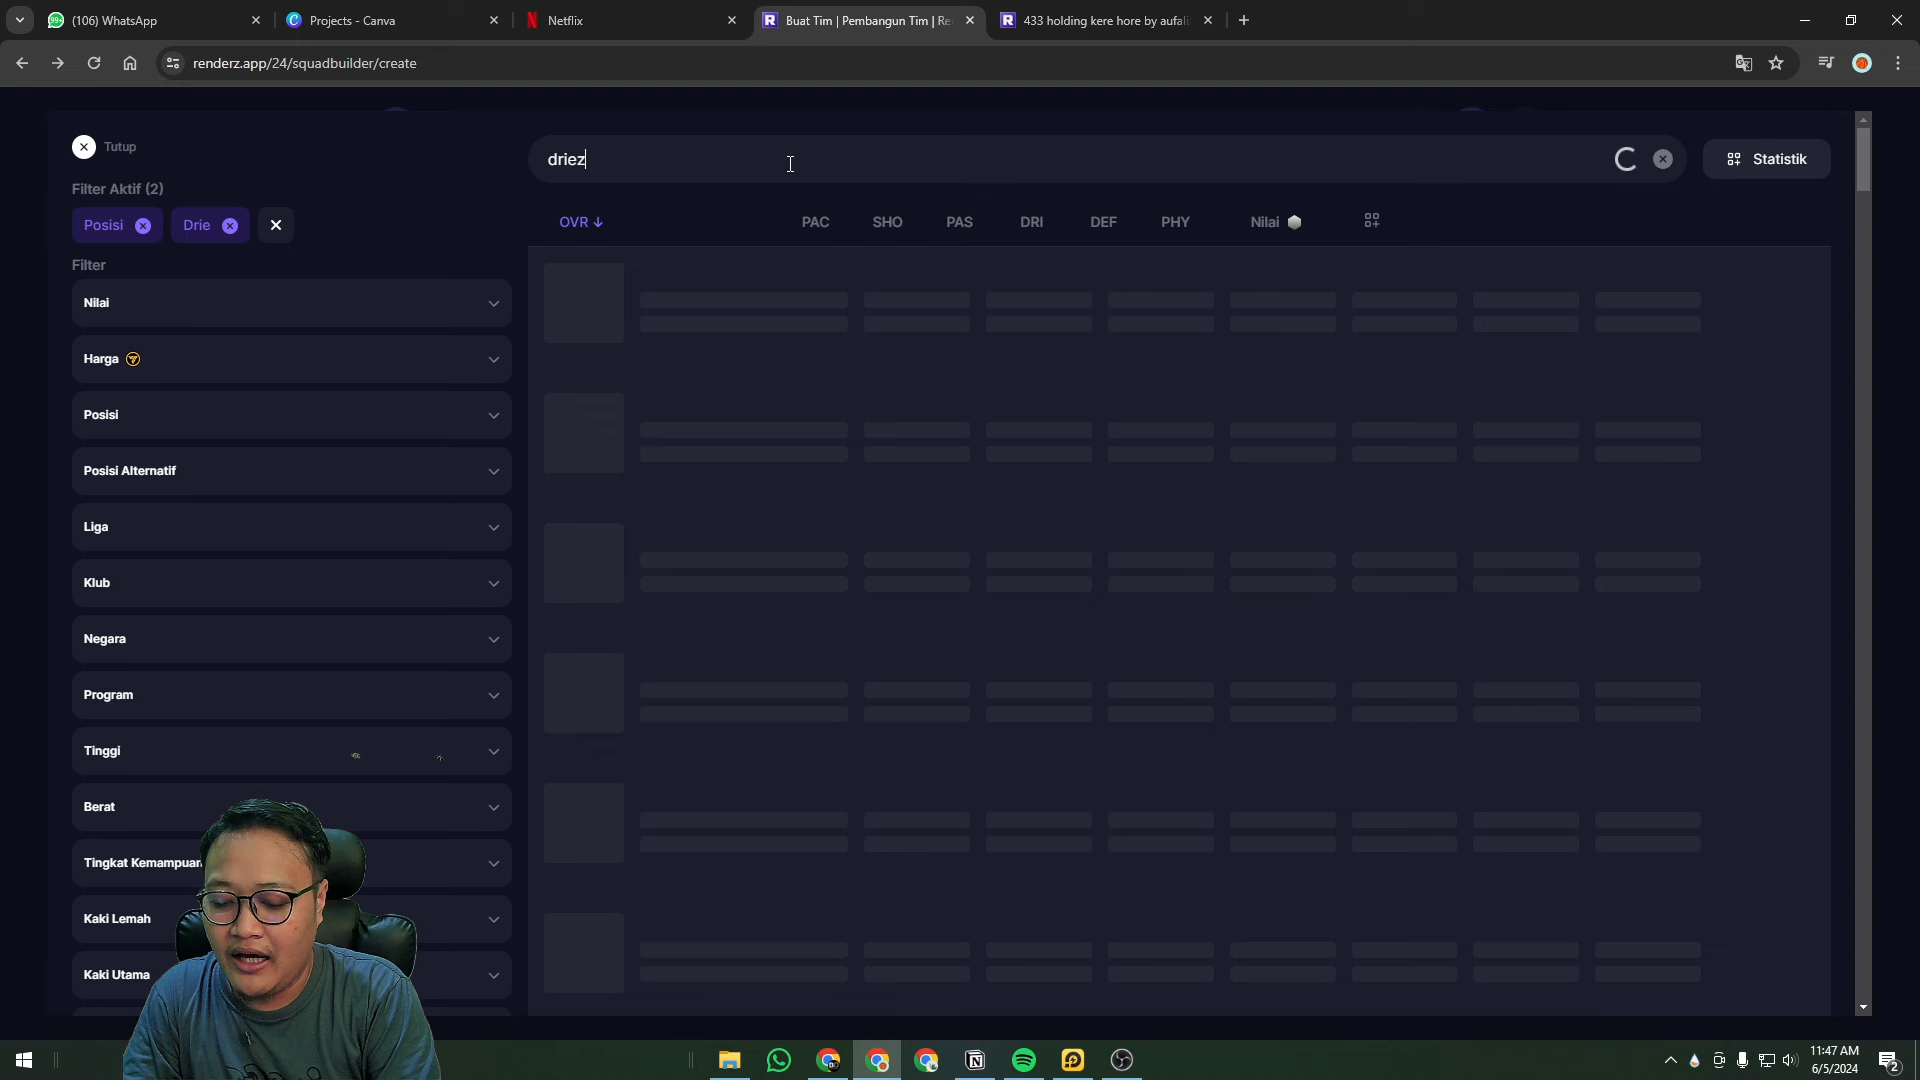 (106) WhatsApp
Projects - Canva
Netflix
Buat Tim | Pembangun Tim | Re
433 holding kere hore by aufal
renderz.app/24/squadbuilder/create
Tutup
driez
Statistik
Filter Aktif (2)
Posisi
Drie
OVR
PAC
SHO
PAS
DRI
DEF
PHY
Nilai
Filter
Nilai
Harga
Posisi
Posisi Alternatif
Liga
Klub
Negara
Program
Tinggi
Berat
Tingkat Kemampuan
Kaki Lemah
Kaki Utama
11:47 AM
6/5/2024
2